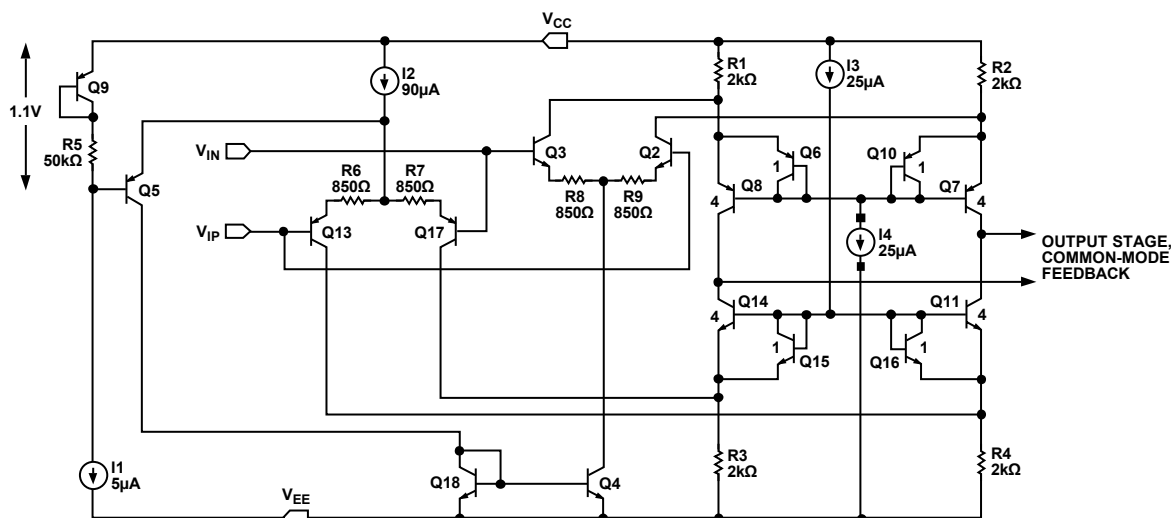 VCC
1.1V
Q9
R5
50kΩ
I2
90µA
R1
2kΩ
I3
25µA
R2
2kΩ
VIN
Q3
Q2
Q6
1
Q10
1
Q5
R6
850Ω
R7
850Ω
R8
850Ω
R9
850Ω
Q8
4
Q7
4
VIP
Q13
Q17
I4
25µA
OUTPUT STAGE,
COMMON-MODE
FEEDBACK
Q14
4
Q11
4
1
Q15
Q16
1
I1
5µA
Q18
Q4
R3
2kΩ
R4
2kΩ
VEE